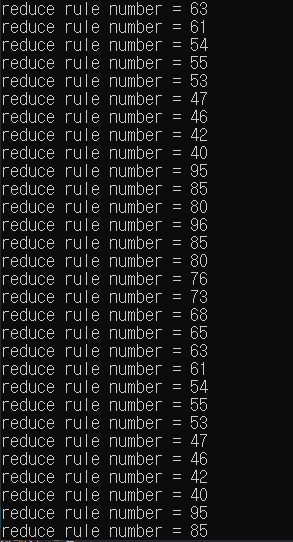 reduce rule number = 63
reduce rule number = 61
reduce rule number = 54
reduce rule number = 55
reduce rule number = 53
reduce rule number = 47
reduce rule number = 46
reduce rule number = 42
reduce rule number = 40
reduce rule number = 95
reduce rule number = 85
reduce rule number = 80
reduce rule number = 96
reduce rule number = 85
reduce rule number = 80
reduce rule number = 76
reduce rule number = 73
reduce rule number = 68
reduce rule number = 65
reduce rule number = 63
reduce rule number = 61
reduce rule number = 54
reduce rule number = 55
reduce rule number = 53
reduce rule number = 47
reduce rule number = 46
reduce rule number = 42
reduce rule number = 40
reduce rule number = 95
reduce rule number = 85